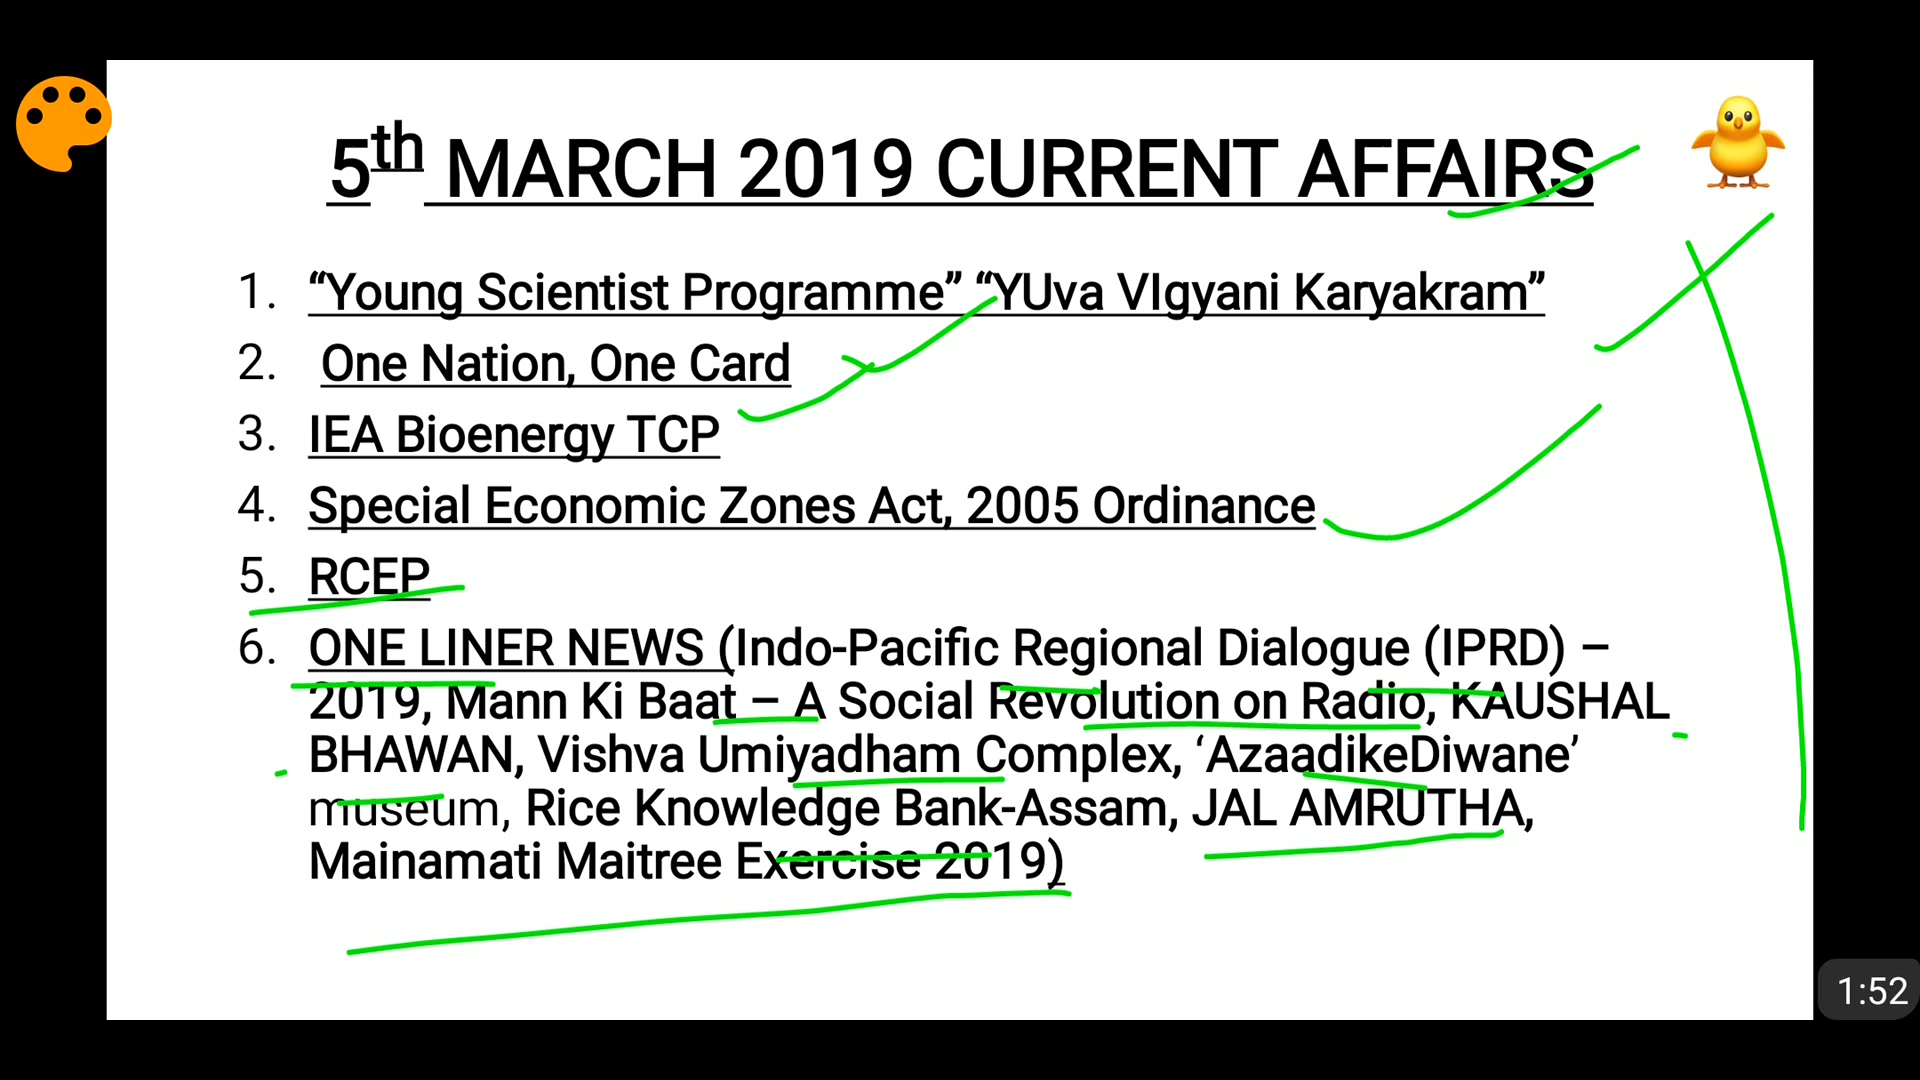 5th MARCH 2019 CURRENT AFFAIRS
1. “Young Scientist Programme” “YUva VIgyani Karyakram”
2. One Nation, One Card
3. IEA Bioenergy TCP
4. Special Economic Zones Act, 2005 Ordinance
5. RCEP
6. ONE LINER NEWS (Indo-Pacific Regional Dialogue (IPRD) –
2019, Mann Ki Baat – A Social Revolution on Radio, KAUSHAL
BHAWAN, Vishva Umiyadham Complex, ‘AzaadikeDiwane’
museum, Rice Knowledge Bank-Assam, JAL AMRUTHA,
Mainamati Maitree Exercise 2019)
1:52